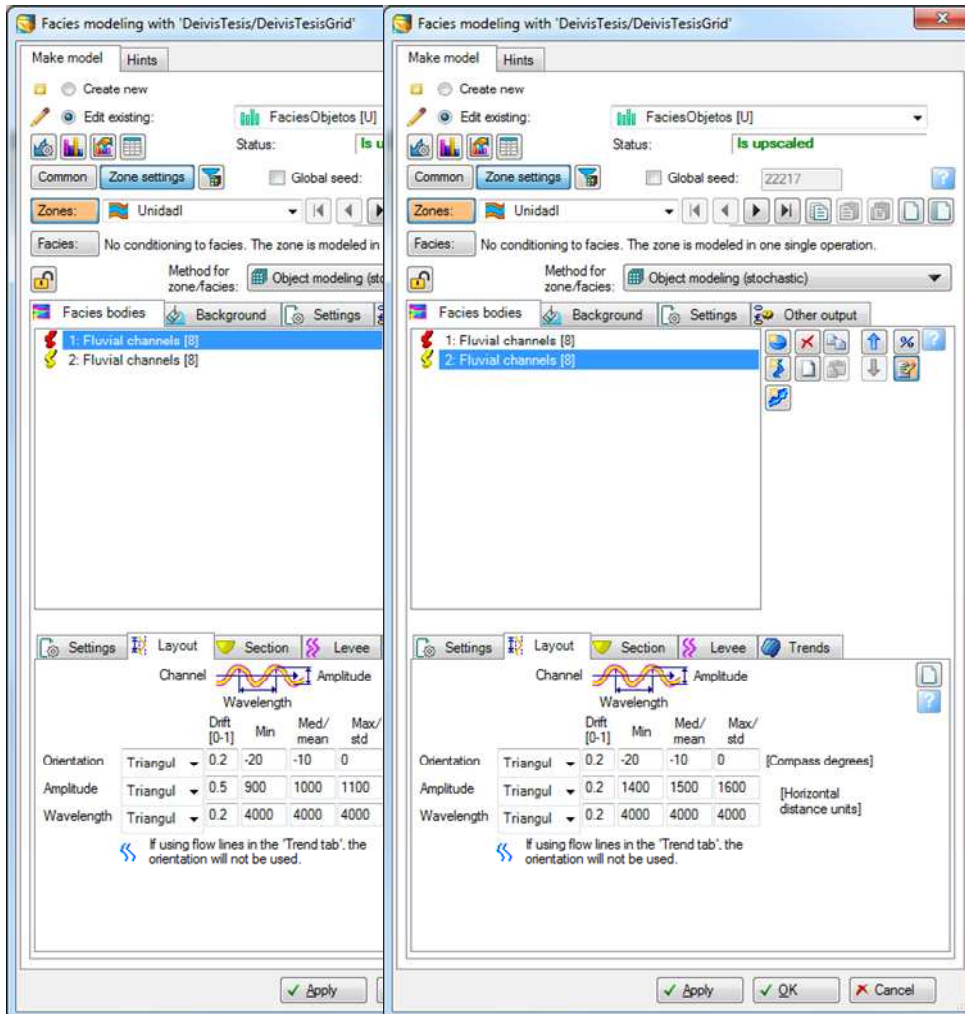 Facies modeling with 'DeivisTesis/DeivisTesisGrid'
Make model Hints
Create new
Edit existing: FaciesObjetos [U]
Status: Is u
Common Zone settings Global seed:
Zones: Unidadl
Facies: No conditioning to facies. The zone is modeled in
Method for
zone/facies: Object modeling (sto
Facies bodies Background Settings
1: Fluvial channels [8]
2: Fluvial channels [8]
Settings Layout Section Levee
Channel Amplitude
Wavelength
Drift [0-1] Min Med/mean Max/std
Orientation Triangul 0.2 -20 -10 0
Amplitude Triangul 0.5 900 1000 1100
Wavelength Triangul 0.2 4000 4000 4000
If using flow lines in the 'Trend tab', the
orientation will not be used.
Apply
Facies modeling with 'DeivisTesis/DeivisTesisGrid'
Make model Hints
Create new
Edit existing: FaciesObjetos [U]
Status: Is upscaled
Common Zone settings Global seed: 22217
Zones: Unidadl
Facies: No conditioning to facies. The zone is modeled in one single operation.
Method for
zone/facies: Object modeling (stochastic)
Facies bodies Background Settings Other output
1: Fluvial channels [8]
2: Fluvial channels [8]
%
Settings Layout Section Levee Trends
Channel Amplitude
Wavelength
Drift [0-1] Min Med/mean Max/std
Orientation Triangul 0.2 -20 -10 0 [Compass degrees]
Amplitude Triangul 0.2 1400 1500 1600 [Horizontal
Wavelength Triangul 0.2 4000 4000 4000 distance units]
If using flow lines in the 'Trend tab', the
orientation will not be used.
Apply OK Cancel